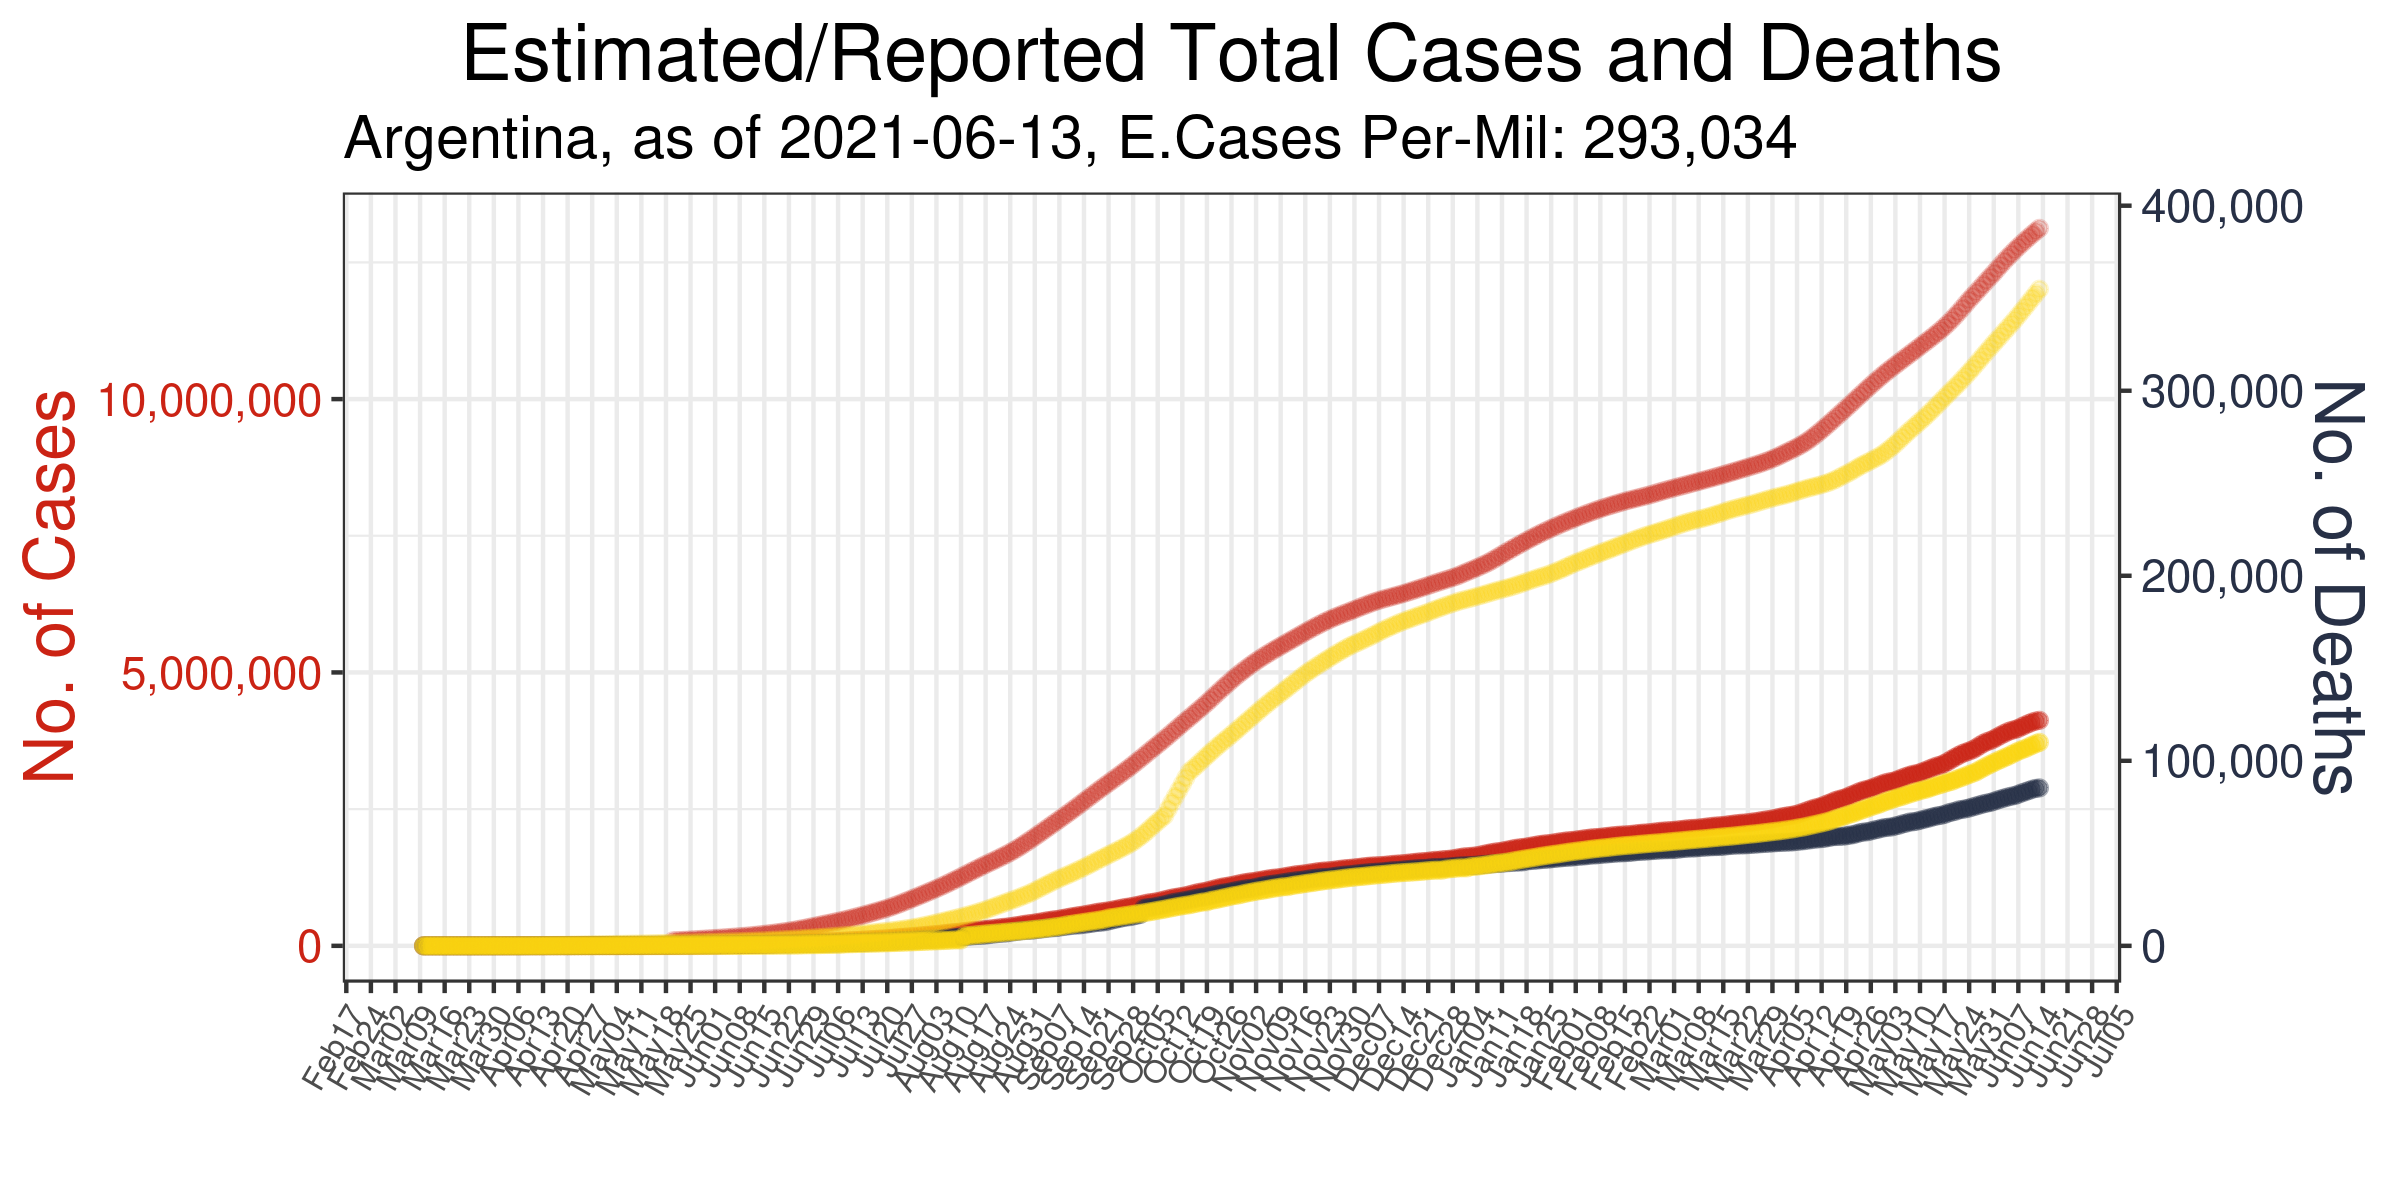 Estimated/Reported Total Cases and Deaths
Argentina, as of 2021-06-13, E.Cases Per-Mil: 293,034
No. of Cases
10,000,000
5,000,000
0
400,000
300,000
200,000
100,000
0
No. of Deaths
Feb17
Feb24
Mar02
Mar09
Mar16
Mar23
Mar30
Apr06
Apr13
Apr20
Apr27
May04
May11
May18
May25
Jun01
Jun08
Jun15
Jun22
Jun29
Jul06
Jul13
Jul20
Jul27
Aug03
Aug10
Aug17
Aug24
Aug31
Sep07
Sep14
Sep21
Sep28
Oct05
Oct12
Oct19
Oct26
Nov02
Nov09
Nov16
Nov23
Nov30
Dec07
Dec14
Dec21
Dec28
Jan04
Jan11
Jan18
Jan25
Feb01
Feb08
Feb15
Feb22
Mar01
Mar08
Mar15
Mar22
Mar29
Apr05
Apr12
Apr19
Apr26
May03
May10
May17
May24
May31
Jun07
Jun14
Jun21
Jun28
Jul05